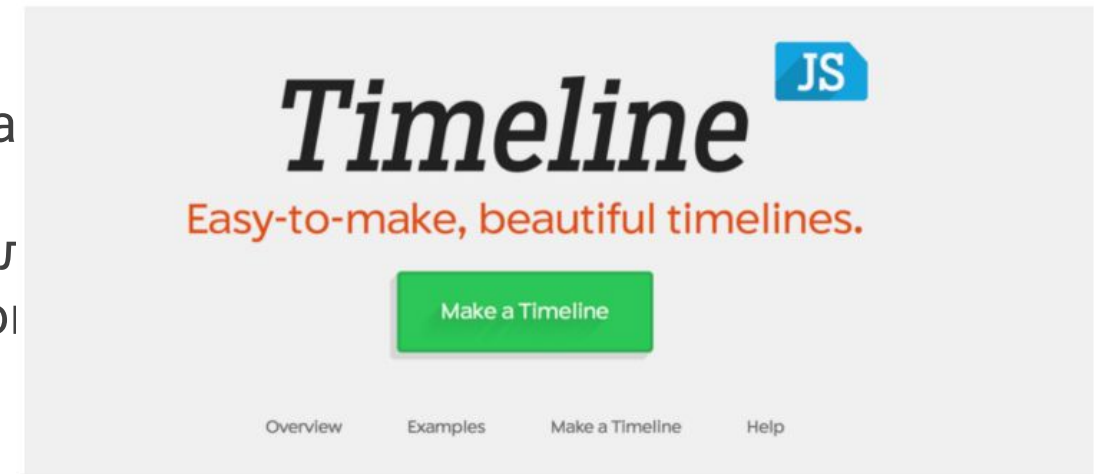 JS
Timeline
Easy-to-make, beautiful timelines.
Make a Timeline
Overview Examples Make a Timeline Help